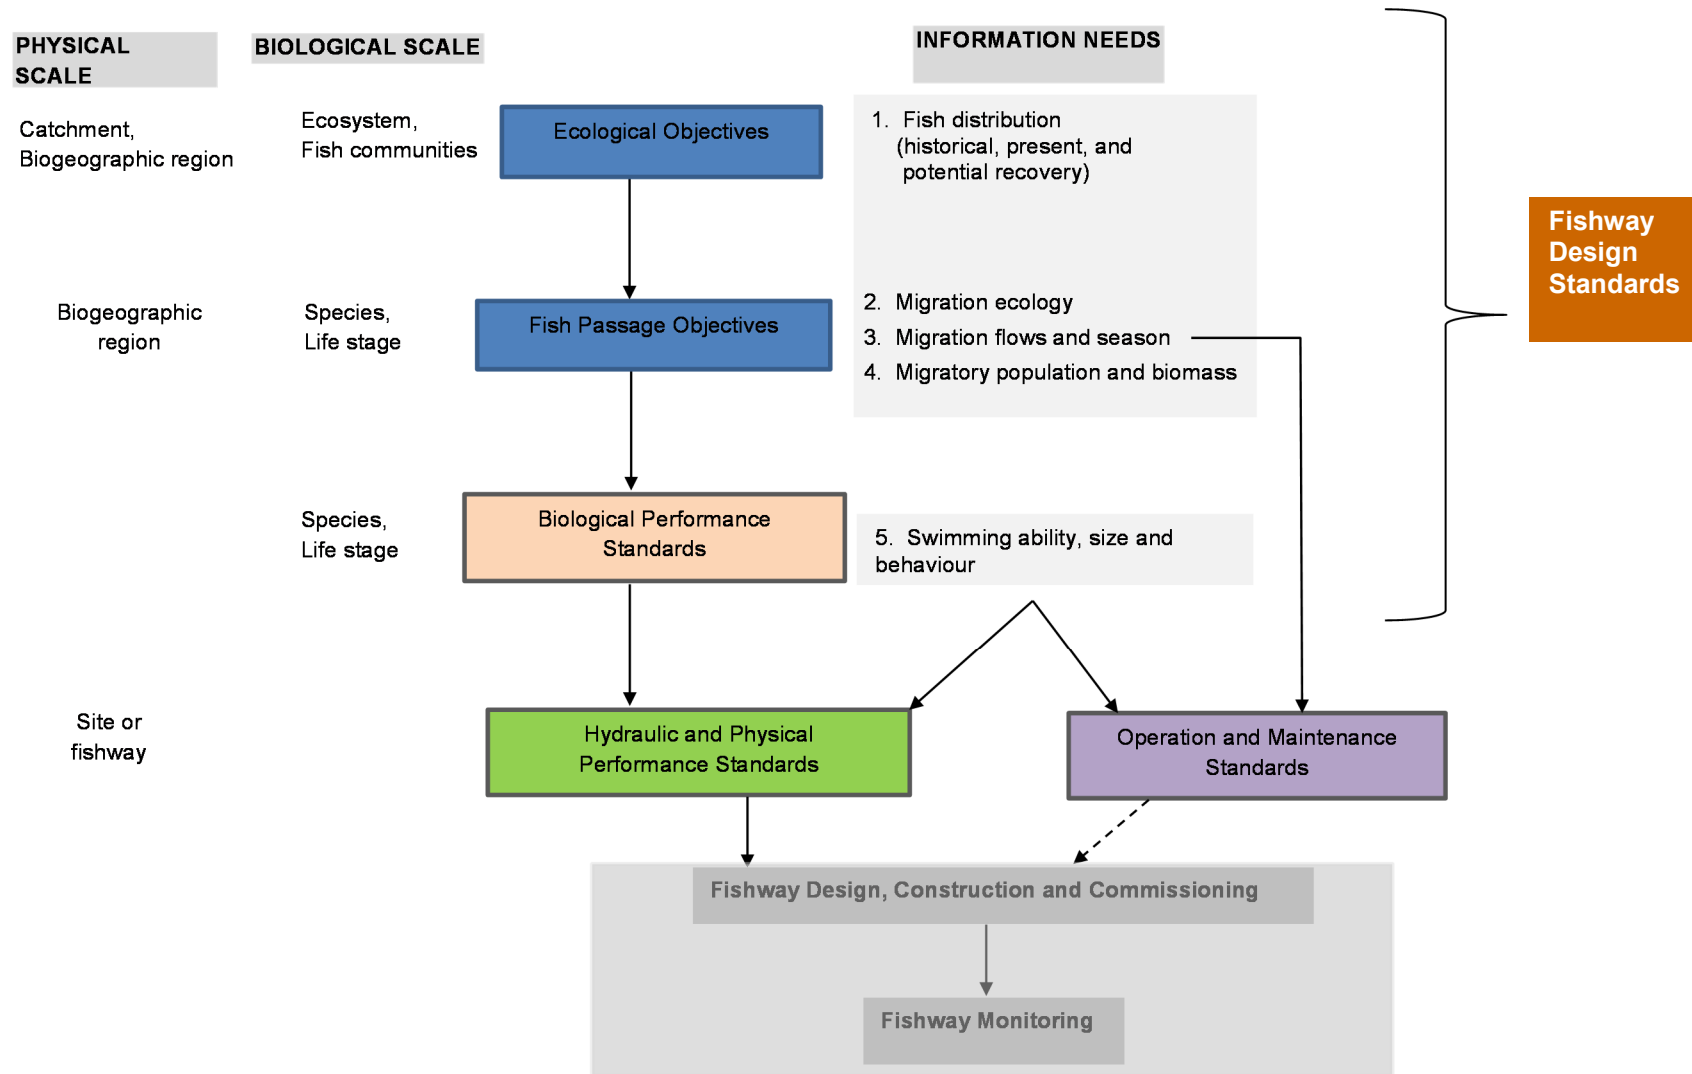 PHYSICAL
SCALE
BIOLOGICAL SCALE
INFORMATION NEEDS
Catchment,
Biogeographic region
Ecosystem,
Fish communities
Ecological Objectives
1. Fish distribution
(historical, present, and
potential recovery)
Fishway
Design
Standards
Biogeographic
region
Species,
Life stage
Fish Passage Objectives
2. Migration ecology
3. Migration flows and season
4. Migratory population and biomass
Species,
Life stage
Biological Performance
Standards
5. Swimming ability, size and
behaviour
Site or
fishway
Hydraulic and Physical
Performance Standards
Operation and Maintenance
Standards
Fishway Design, Construction and Commissioning
Fishway Monitoring